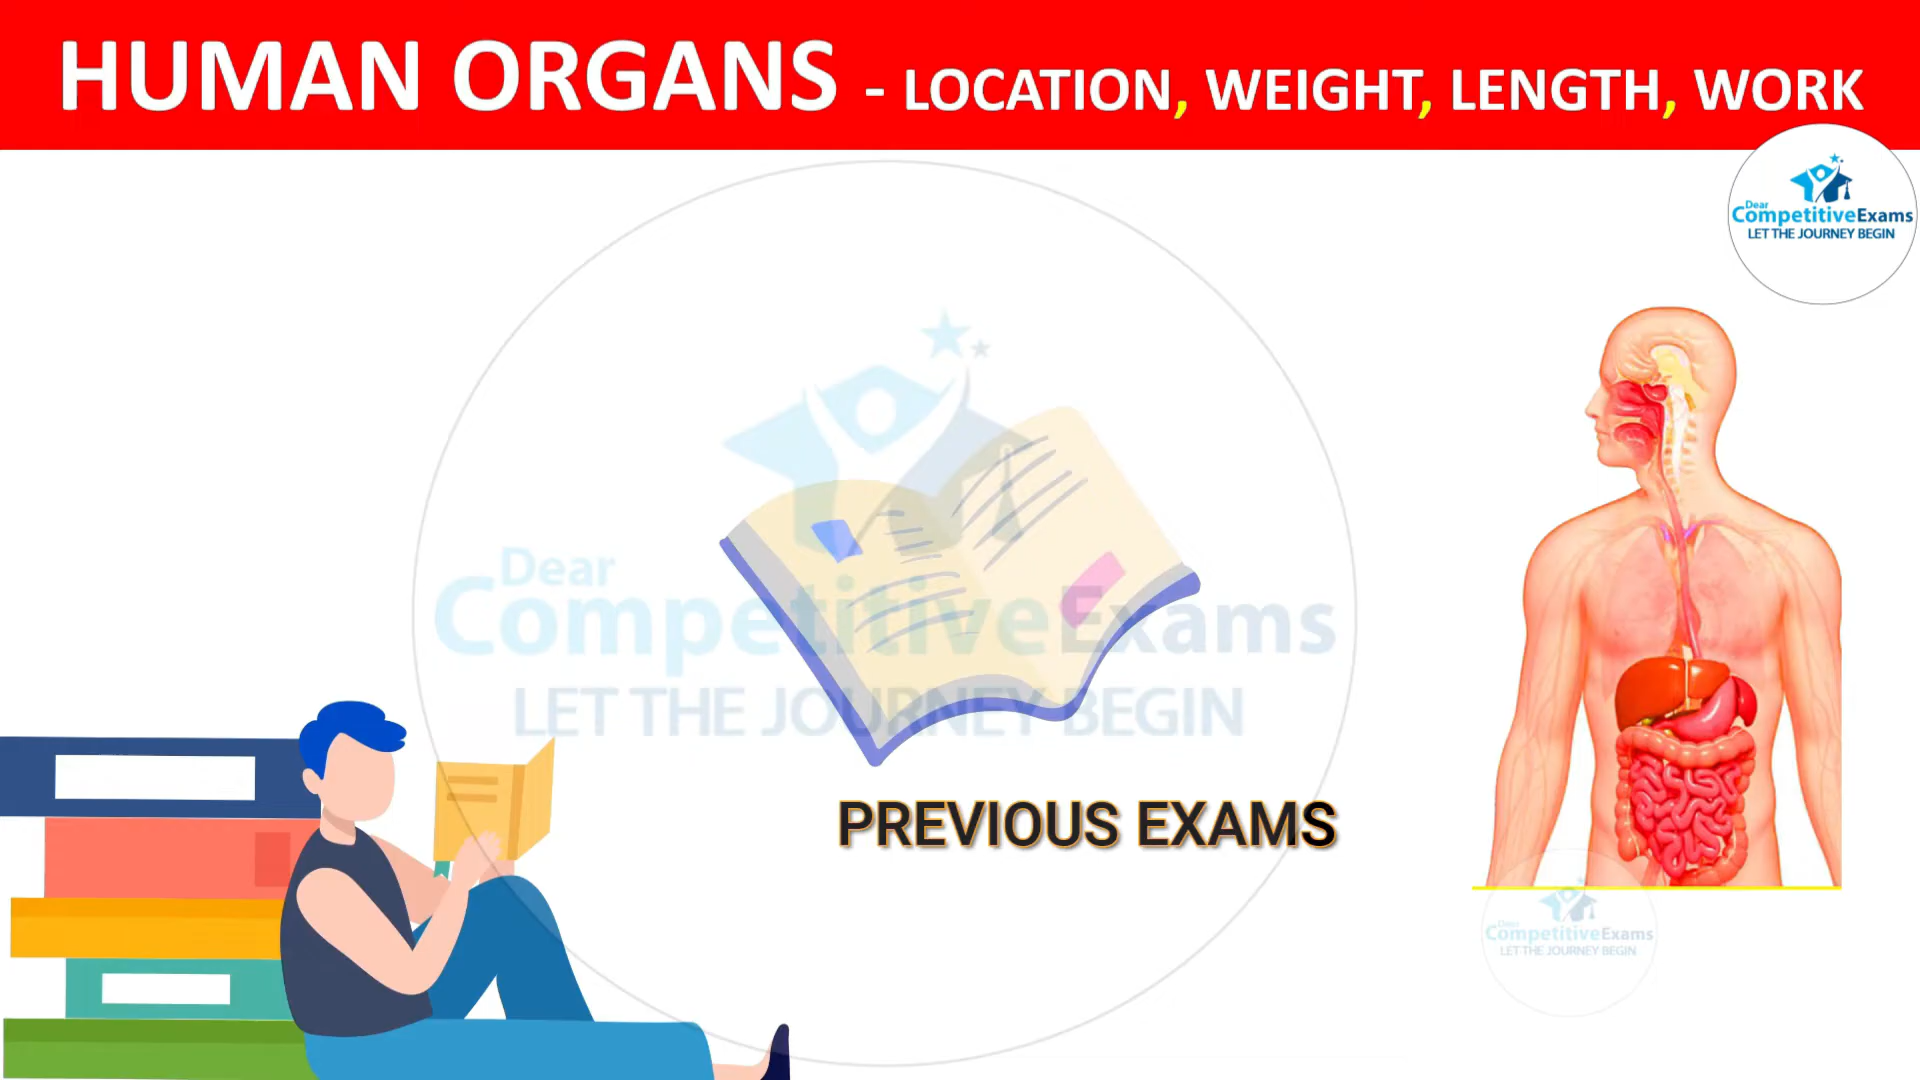 HUMAN ORGANS - LOCATION, WEIGHT, LENGTH, WORK
Dear
CompetitiveExams
LET THE JOURNEY BEGIN
Dear
CompetitiveExams
LET THE JOURNEY BEGIN
PREVIOUS EXAMS
Dear
CompetitiveExams
LET THE JOURNEY BEGIN